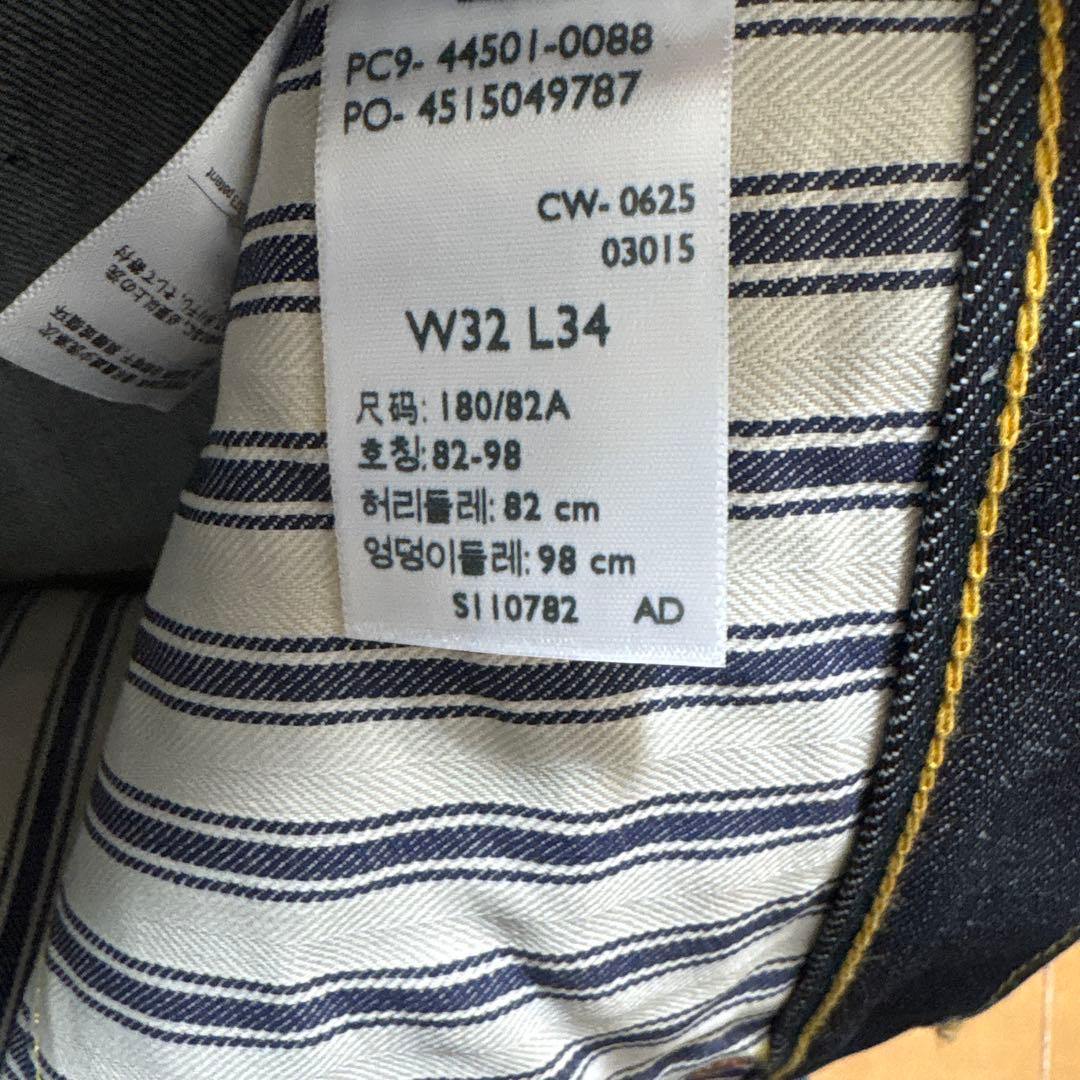 PC9- 44501-0088
PO- 4515049787
CW- 0625
03015
W32 L34
尺码: 180/82A
호칭: 82-98
허리둘레: 82 cm
엉덩이둘레: 98 cm
S110782 AD